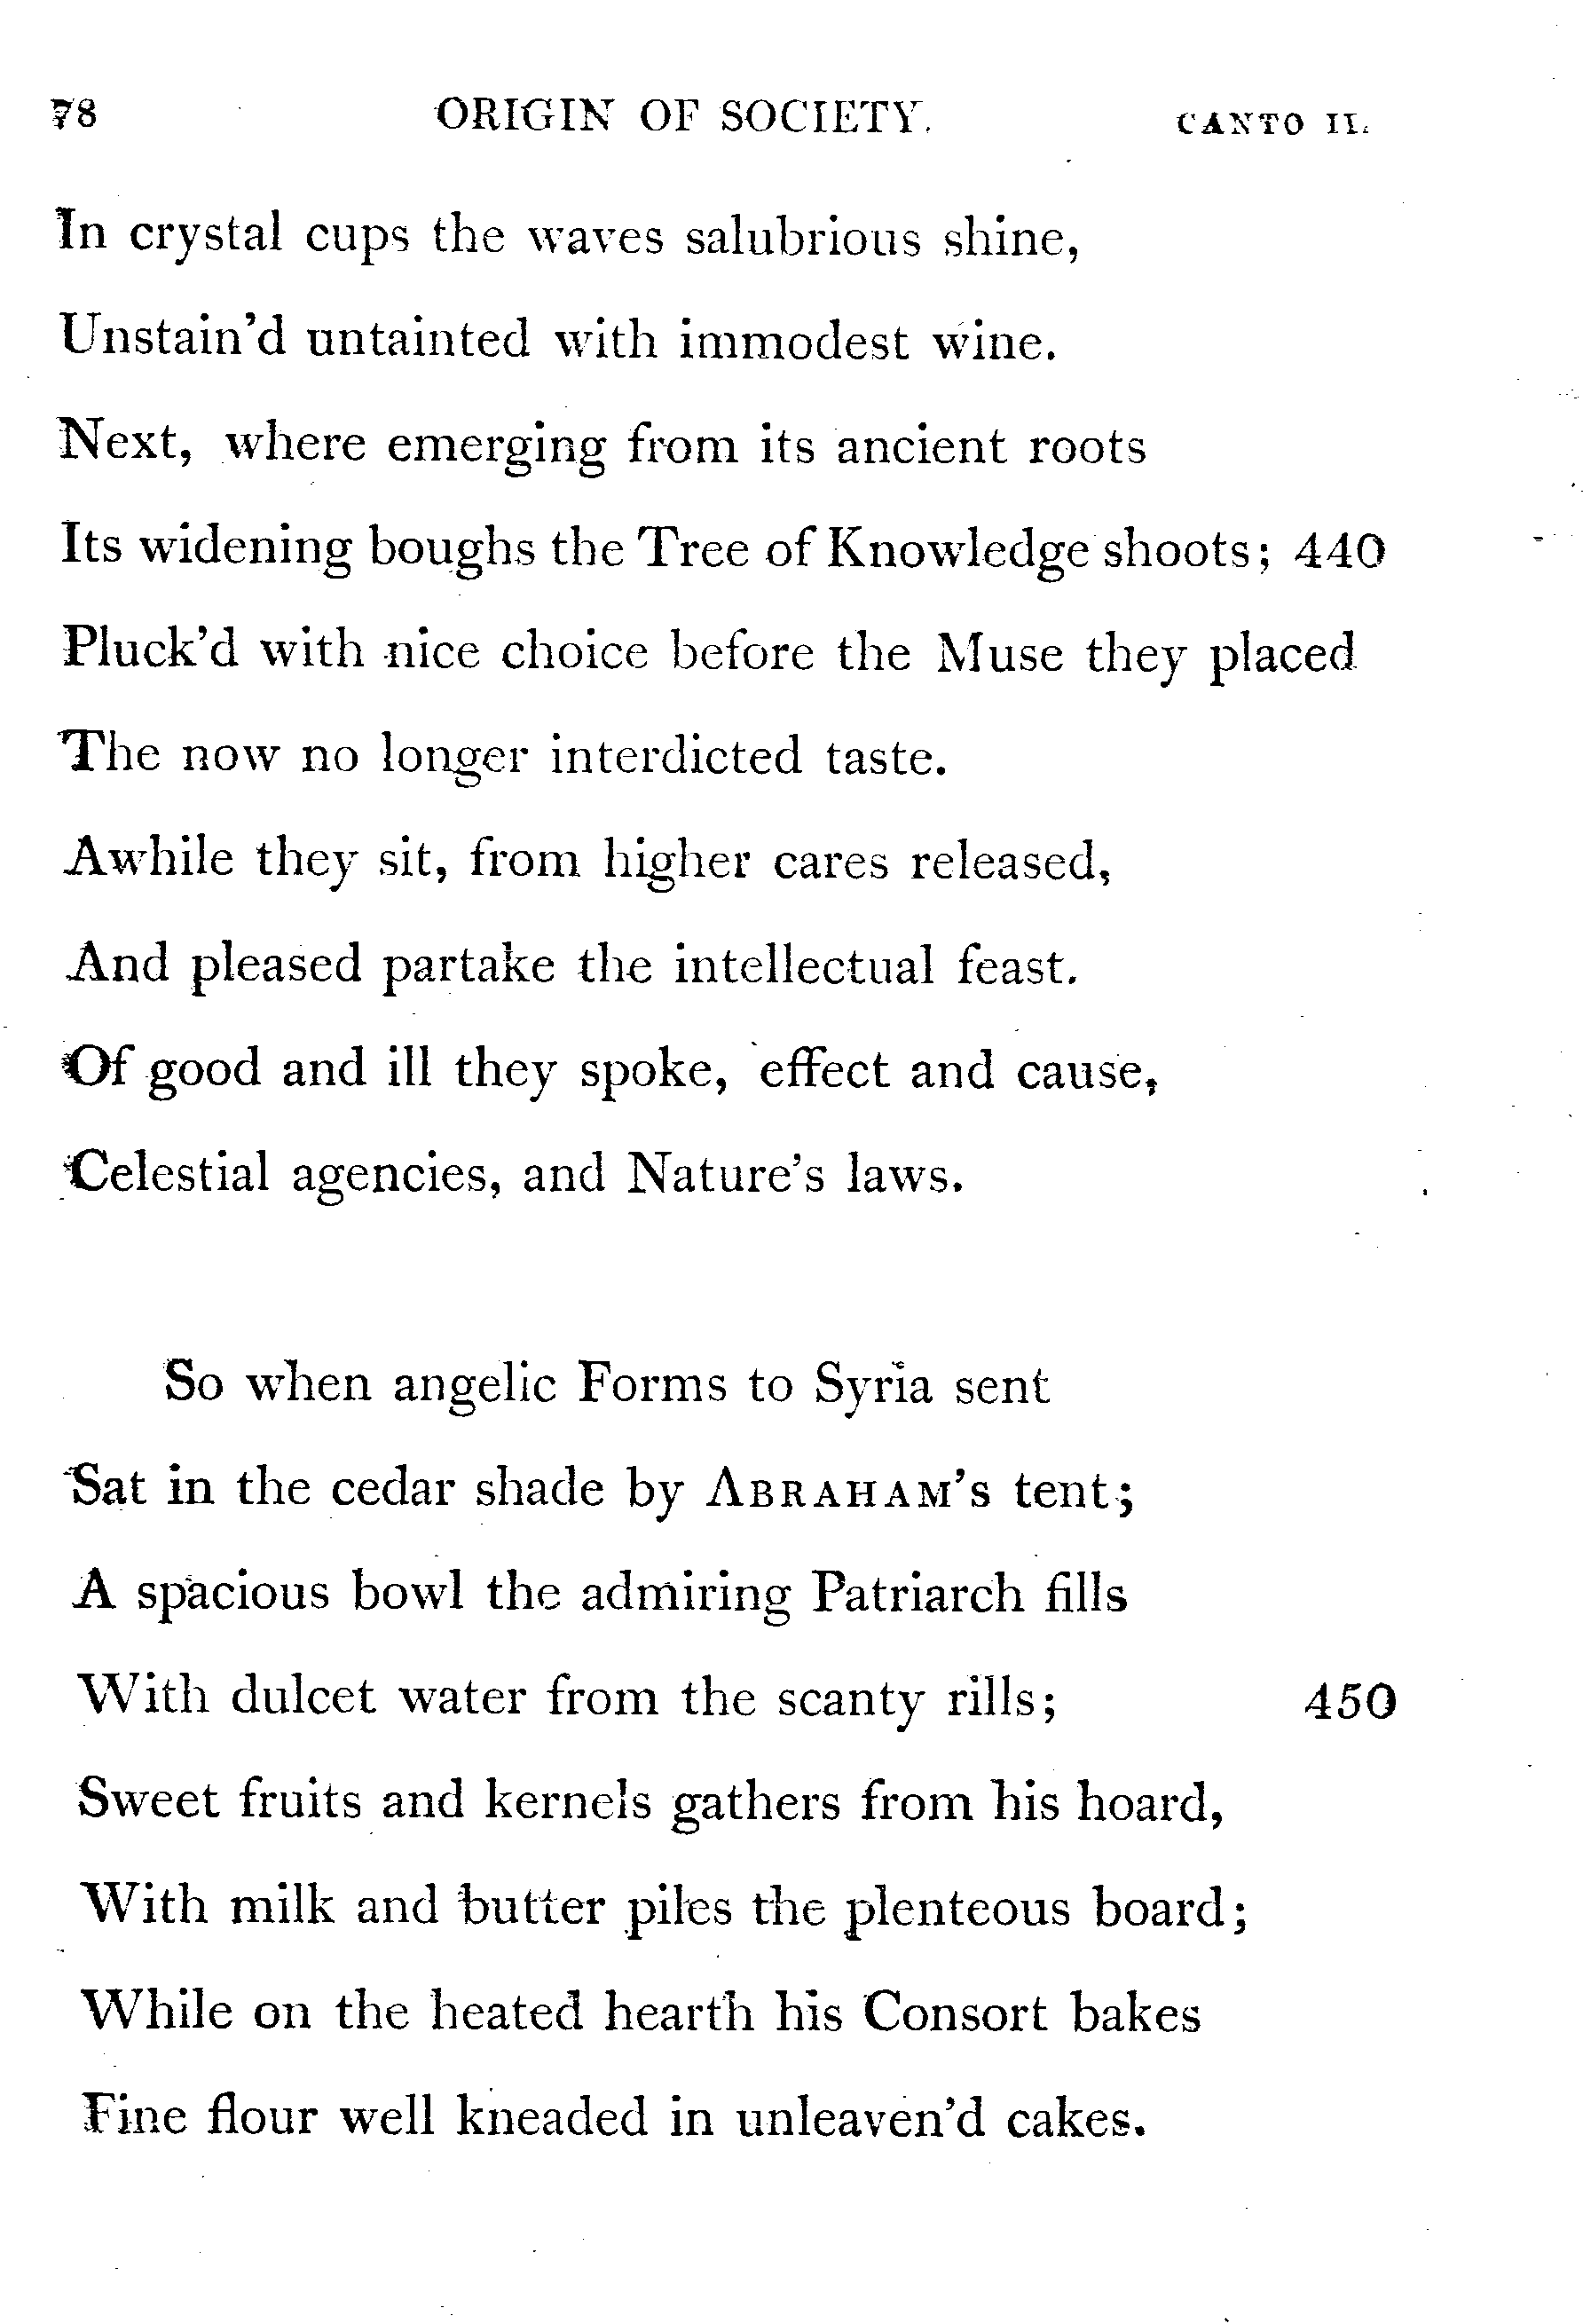 78 ORIGIN OF SOCIETY. CANTO II.
In crystal cups the waves salubrious shine,
Unstain'd untainted with immodest wine.
Next, where emerging from its ancient roots
Its widening boughs the Tree of Knowledge shoots; 440
Pluck'd with nice choice before the Muse they placed
The now no longer interdicted taste.
Awhile they sit, from higher cares released,
And pleased partake the intellectual feast.
Of good and ill they spoke, effect and cause,
Celestial agencies, and Nature's laws.
So when angelic Forms to Syria sent
Sat in the cedar shade by ABRAHAM's tent;
A spacious bowl the admiring Patriarch fills
With dulcet water from the scanty rills; 450
Sweet fruits and kernels gathers from his hoard,
With milk and butter piles the plenteous board;
While on the heated hearth his Consort bakes
Fine flour well kneaded in unleaven'd cakes.